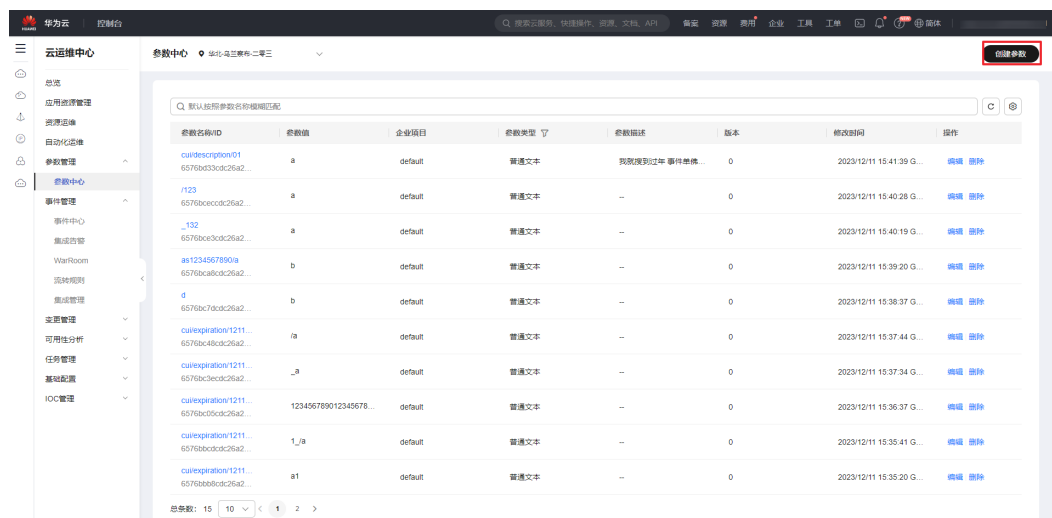 HUAWEI
华为云 控制台 搜索云服务、快捷操作、资源、文档、API 备案 资源 费用 企业 工具 工单 简体
云运维中心 参数中心 华北-乌兰察布-二零三 创建参数
总览
应用资源管理
资源运维
自动化运维
参数管理
参数中心
事件管理
事件中心
集成告警
WarRoom
流转规则
集成管理
变更管理
可用性分析
任务管理
基础配置
IOC管理
默认按照参数名称模糊匹配
参数名称/ID 参数值 企业项目 参数类型 参数描述 版本 修改时间 操作
cui/description/01 a default 普通文本 我就搜到过年 事件单佛... 0 2023/12/11 15:41:39 G... 编辑 删除
6576bd33cdc26a2...
/123 a default 普通文本 -- 0 2023/12/11 15:40:28 G... 编辑 删除
6576bceccdc26a2...
_132 a default 普通文本 -- 0 2023/12/11 15:40:19 G... 编辑 删除
6576bce3cdc26a2...
as1234567890/a b default 普通文本 -- 0 2023/12/11 15:39:20 G... 编辑 删除
6576bca8cdc26a2...
d b default 普通文本 -- 0 2023/12/11 15:38:37 G... 编辑 删除
6576bc7dcdc26a2...
cui/expiration/1211... /a default 普通文本 -- 0 2023/12/11 15:37:44 G... 编辑 删除
6576bc48cdc26a2...
cui/expiration/1211... _a default 普通文本 -- 0 2023/12/11 15:37:34 G... 编辑 删除
6576bc3ecdc26a2...
cui/expiration/1211... 123456789012345678... default 普通文本 -- 0 2023/12/11 15:36:37 G... 编辑 删除
6576bc05cdc26a2...
cui/expiration/1211... 1_/a default 普通文本 -- 0 2023/12/11 15:35:41 G... 编辑 删除
6576bbcdcdc26a2...
cui/expiration/1211... a1 default 普通文本 -- 0 2023/12/11 15:35:20 G... 编辑 删除
6576bbb8cdc26a2...
总条数: 15 10 < 1 2 >